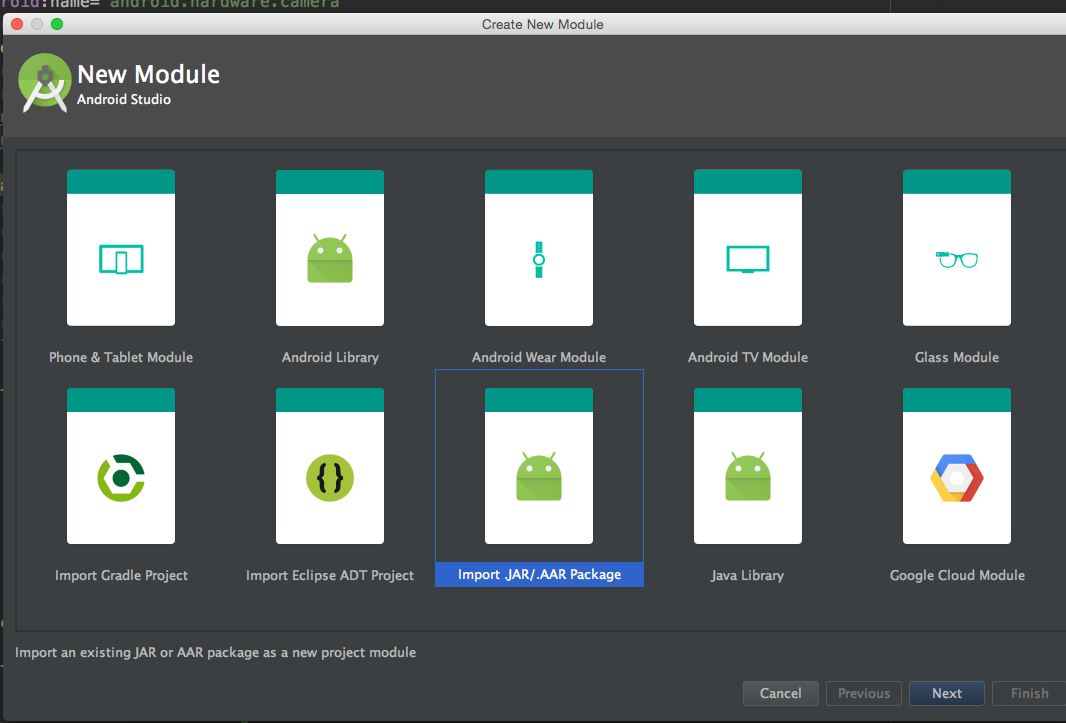 roid:name="android.hardware.camera
Create New Module
New Module
Android Studio
Phone & Tablet Module
Android Library
Android Wear Module
Android TV Module
Glass Module
Import Gradle Project
Import Eclipse ADT Project
Import .JAR/.AAR Package
Java Library
Google Cloud Module
Import an existing JAR or AAR package as a new project module
Cancel
Previous
Next
Finish